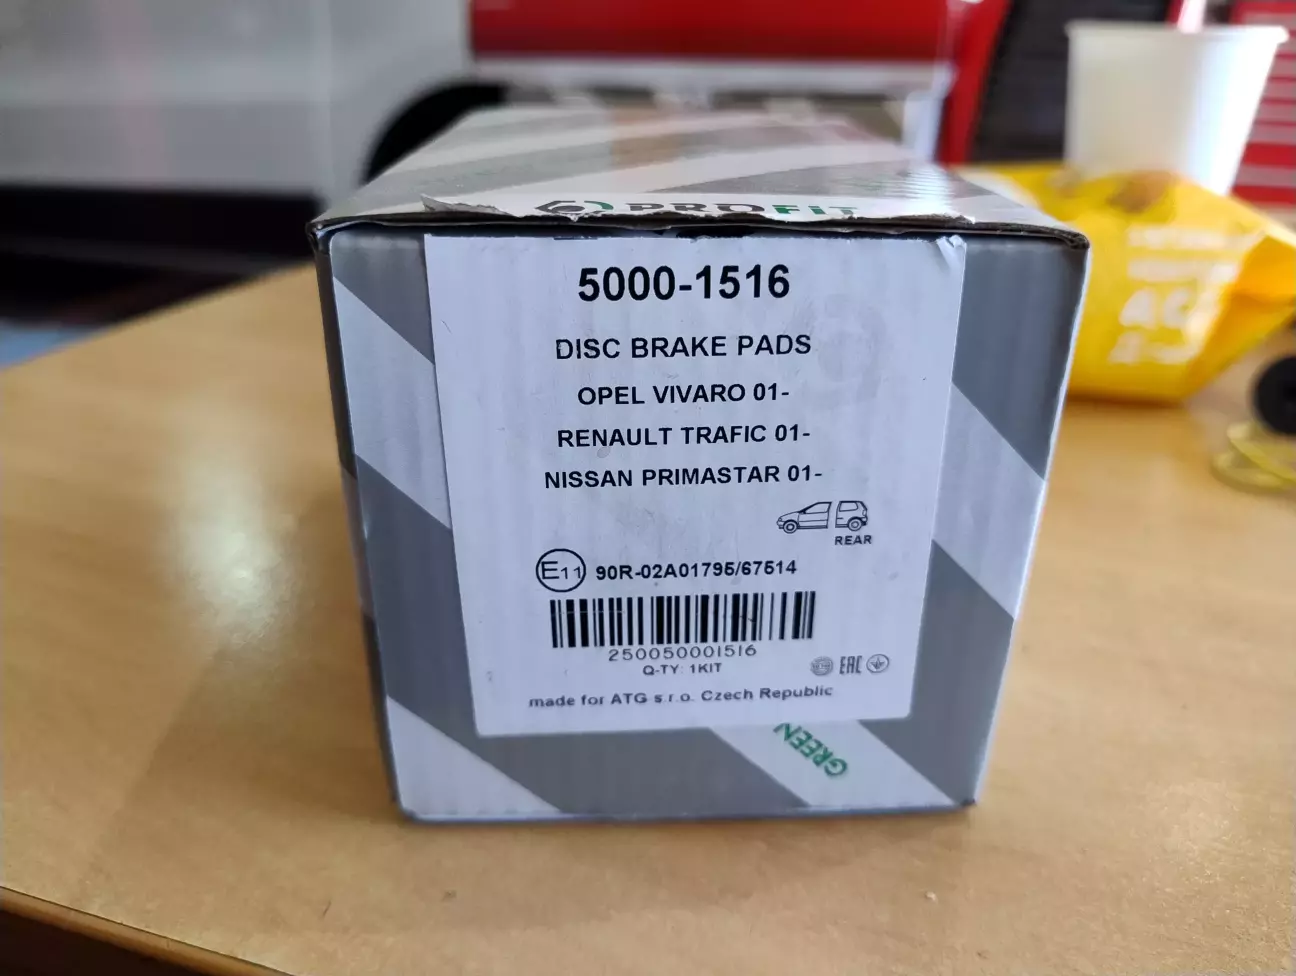 PROFIT
5000-1516
DISC BRAKE PADS
OPEL VIVARO 01-
RENAULT TRAFIC 01-
NISSAN PRIMASTAR 01-
REAR
E11 90R-02A01795/67514
250050001516
Q-TY: 1KIT
EAC
made for ATG s.r.o. Czech Republic
GREEN